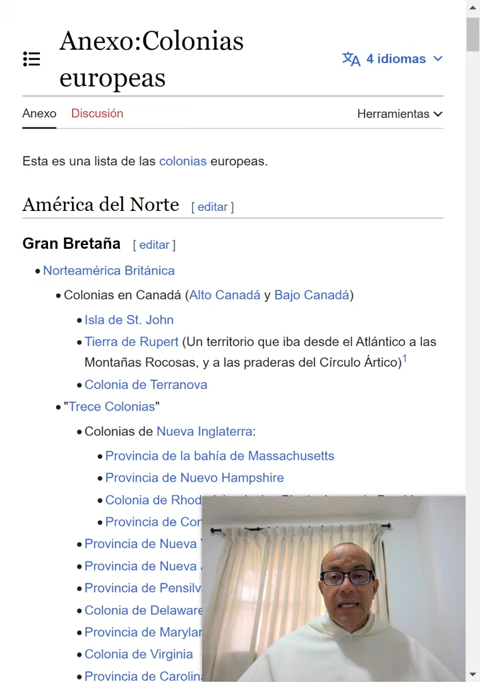 Anexo:Colonias
europeas
4 idiomas
Anexo Discusión Herramientas
Esta es una lista de las colonias europeas.
América del Norte [ editar ]
Gran Bretaña [ editar ]
Norteamérica Británica
Colonias en Canadá (Alto Canadá y Bajo Canadá)
Isla de St. John
Tierra de Rupert (Un territorio que iba desde el Atlántico a las
Montañas Rocosas, y a las praderas del Círculo Ártico)1
Colonia de Terranova
"Trece Colonias"
Colonias de Nueva Inglaterra:
Provincia de la bahía de Massachusetts
Provincia de Nuevo Hampshire
Colonia de
Provincia de
Provincia de Nueva
Provincia de Nueva
Provincia de
Colonia de Delaware
Provincia de
Colonia de Virginia
Provincia de